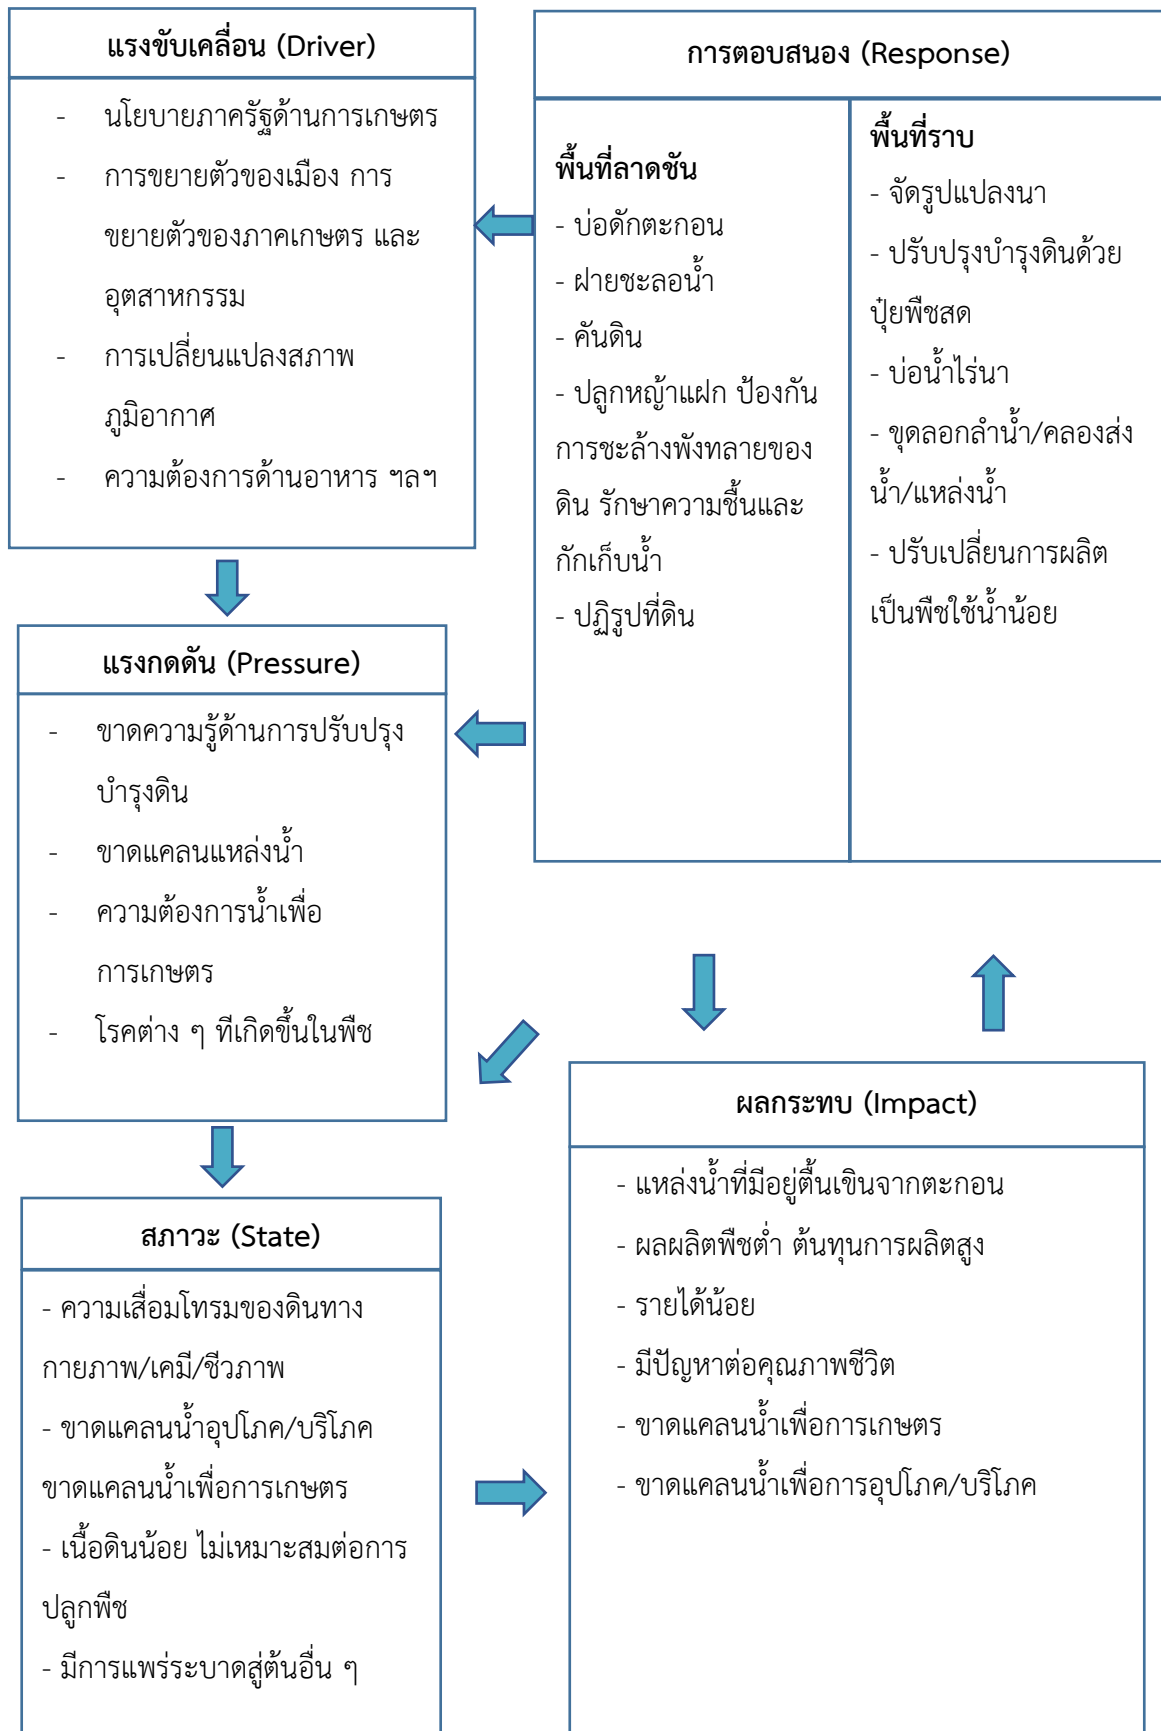 แรงขับเคลื่อน (Driver)
- นโยบายภาครัฐด้านการเกษตร
- การขยายตัวของเมือง การ
ขยายตัวของภาคเกษตร และ
อุตสาหกรรม
- การเปลี่ยนแปลงสภาพ
ภูมิอากาศ
- ความต้องการด้านอาหาร ฯลฯ
การตอบสนอง (Response)
พื้นที่ลาดชัน
- บ่อดักตะกอน
- ฝายชะลอน้ำ
- คันดิน
- ปลูกหญ้าแฝก ป้องกัน
การชะล้างพังทลายของ
ดิน รักษาความชื้นและ
กักเก็บน้ำ
- ปฏิรูปที่ดิน
พื้นที่ราบ
- จัดรูปแปลงนา
- ปรับปรุงบำรุงดินด้วย
ปุ๋ยพืชสด
- บ่อน้ำไร่นา
- ขุดลอกลำน้ำ/คลองส่ง
น้ำ/แหล่งน้ำ
- ปรับเปลี่ยนการผลิต
เป็นพืชใช้น้ำน้อย
แรงกดดัน (Pressure)
- ขาดความรู้ด้านการปรับปรุง
บำรุงดิน
- ขาดแคลนแหล่งน้ำ
- ความต้องการน้ำเพื่อ
การเกษตร
- โรคต่าง ๆ ทีเกิดขึ้นในพืช
สภาวะ (State)
- ความเสื่อมโทรมของดินทาง
กายภาพ/เคมี/ชีวภาพ
- ขาดแคลนน้ำอุปโภค/บริโภค
ขาดแคลนน้ำเพื่อการเกษตร
- เนื้อดินน้อย ไม่เหมาะสมต่อการ
ปลูกพืช
- มีการแพร่ระบาดสู่ต้นอื่น ๆ
ผลกระทบ (Impact)
- แหล่งน้ำที่มีอยู่ตื้นเขินจากตะกอน
- ผลผลิตพืชต่ำ ต้นทุนการผลิตสูง
- รายได้น้อย
- มีปัญหาต่อคุณภาพชีวิต
- ขาดแคลนน้ำเพื่อการเกษตร
- ขาดแคลนน้ำเพื่อการอุปโภค/บริโภค